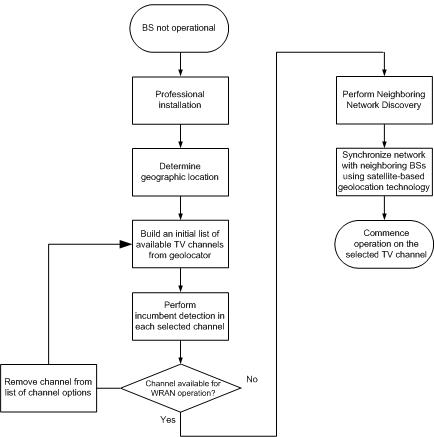 BS not operational
Professional
installation
Determine
geographic location
Build an initial list of
available TV channels
from geolocator
Perform
incumbent detection in
each selected channel
Channel available for
WRAN operation?
No
Yes
Remove channel from
list of channel options
Perform Neighboring
Network Discovery
Synchronize network
with neighboring BSs
using satellite-based
geolocation technology
Commence
operation on the
selected TV channel